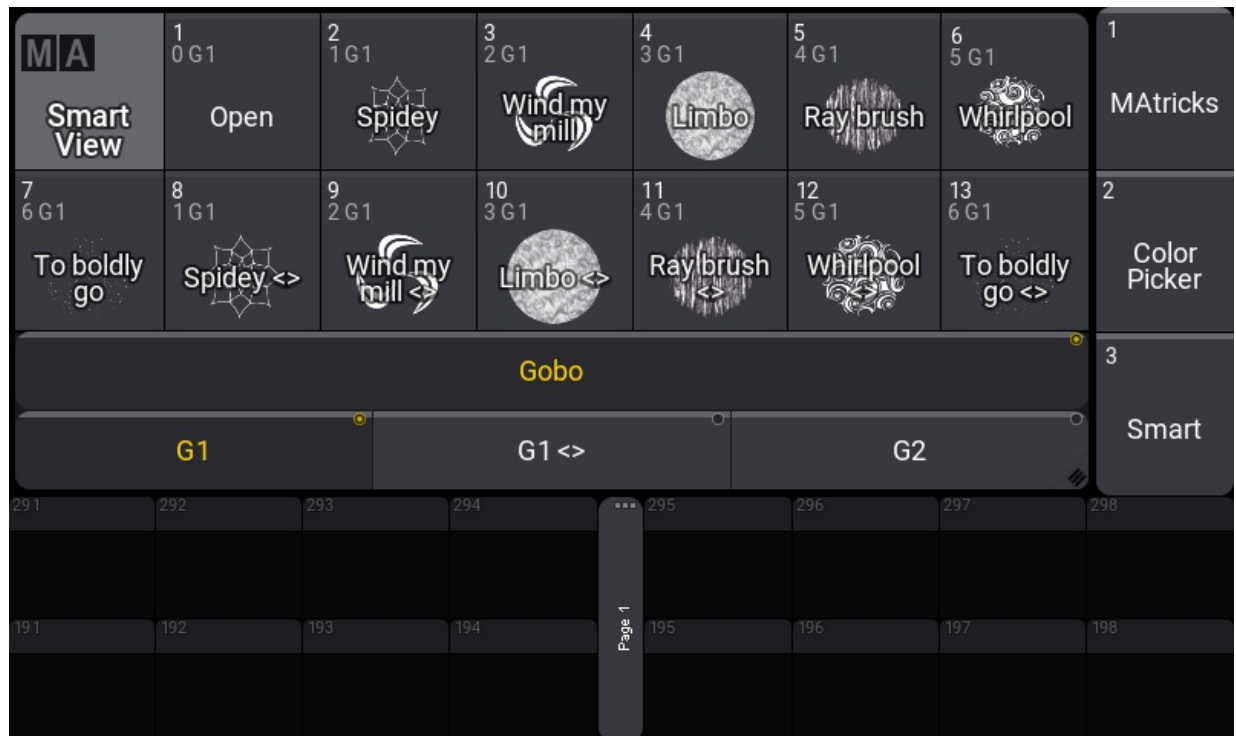 MA
Smart
View
1
0 G1
Open
2
1 G1
Spidey
3
2 G1
Wind my
mill
4
3 G1
Limbo
5
4 G1
Ray brush
6
5 G1
Whirlpool
1
MAtricks
7
6 G1
To boldly
go
8
1 G1
Spidey <>
9
2 G1
Wind my
mill <>
10
3 G1
Limbo <>
11
4 G1
Ray brush
<>
12
5 G1
Whirlpool
<>
13
6 G1
To boldly
go <>
2
Color
Picker
Gobo
3
Smart
G1
G1 <>
G2
291
292
293
294
295
296
297
298
Page 1
191
192
193
194
195
196
197
198